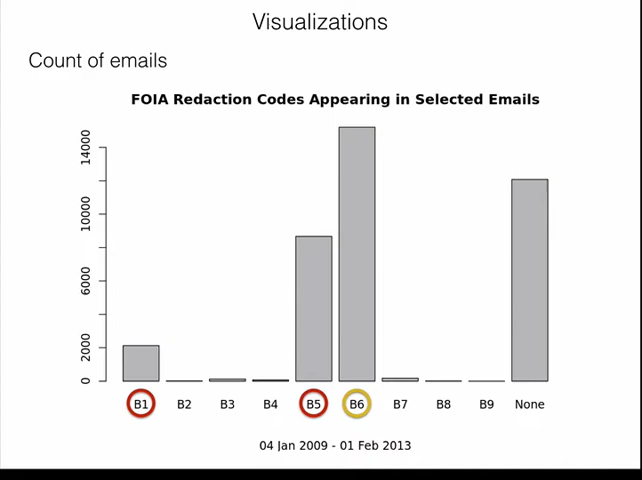 Visualizations
Count of emails
FOIA Redaction Codes Appearing in Selected Emails
14000
10000
6000
2000
0
B1 B2 B3 B4 B5 B6 B7 B8 B9 None
04 Jan 2009 - 01 Feb 2013